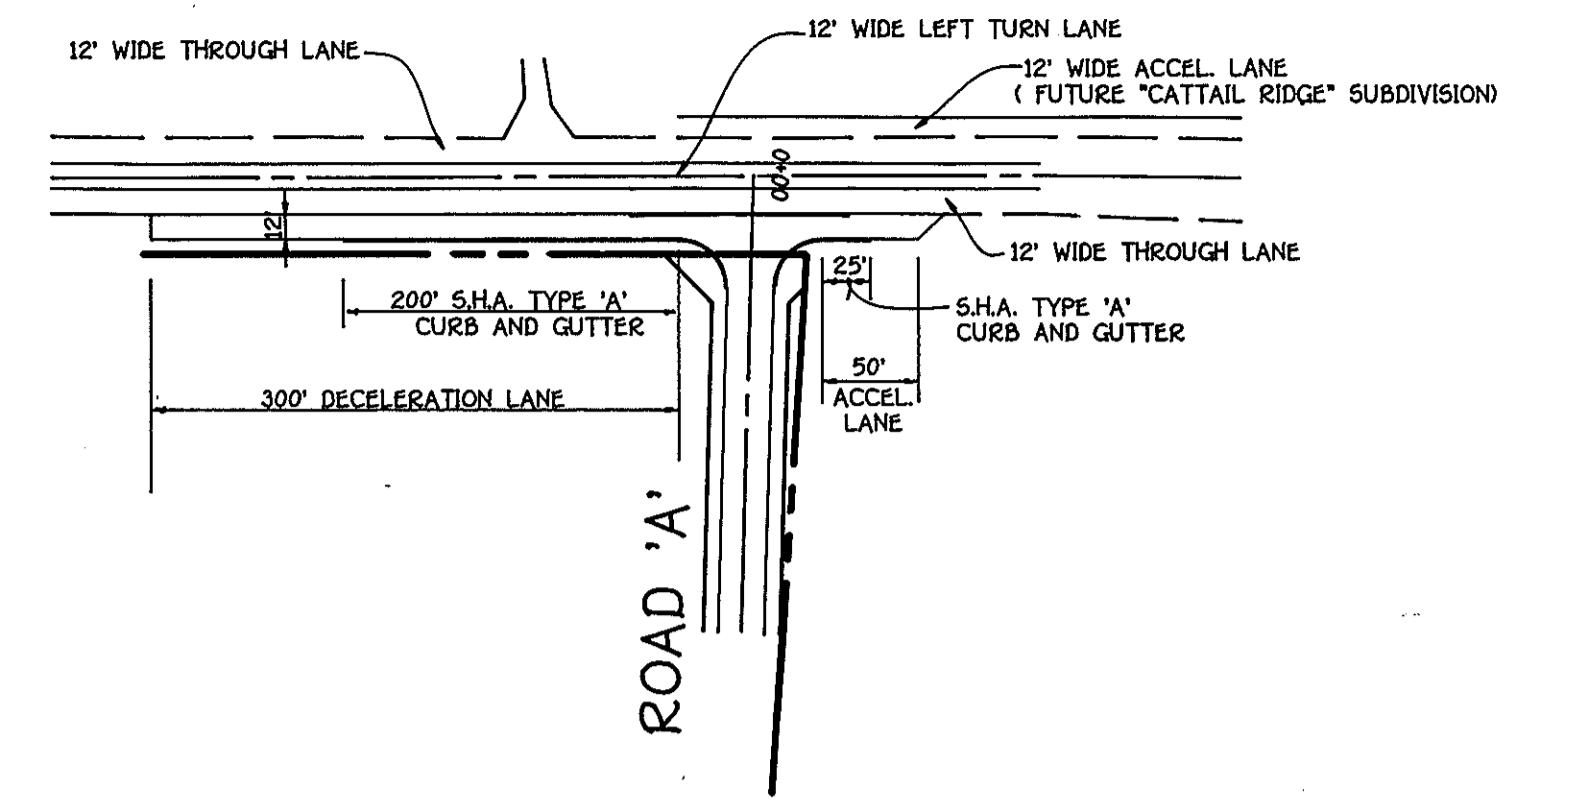 12' WIDE LEFT TURN LANE
12' WIDE THROUGH LANE
12' WIDE ACCEL. LANE
( FUTURE "CATTAIL RIDGE" SUBDIVISION)
0+00
12'
12' WIDE THROUGH LANE
25'
200' S.H.A. TYPE 'A'
CURB AND GUTTER
S.H.A. TYPE 'A'
CURB AND GUTTER
50'
ACCEL.
LANE
300' DECELERATION LANE
ROAD 'A'